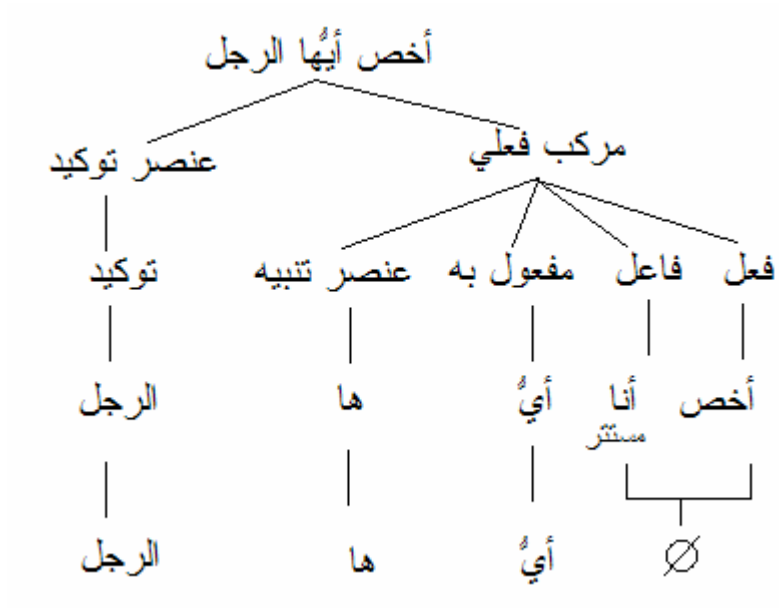 أخص أيُّها الرجل
مركب فعلي عنصر توكيد
فعل فاعل مفعول به عنصر تنبيه توكيد
أخص أنا أيُّ ها الرجل
مستتر
∅ أيُّ ها الرجل